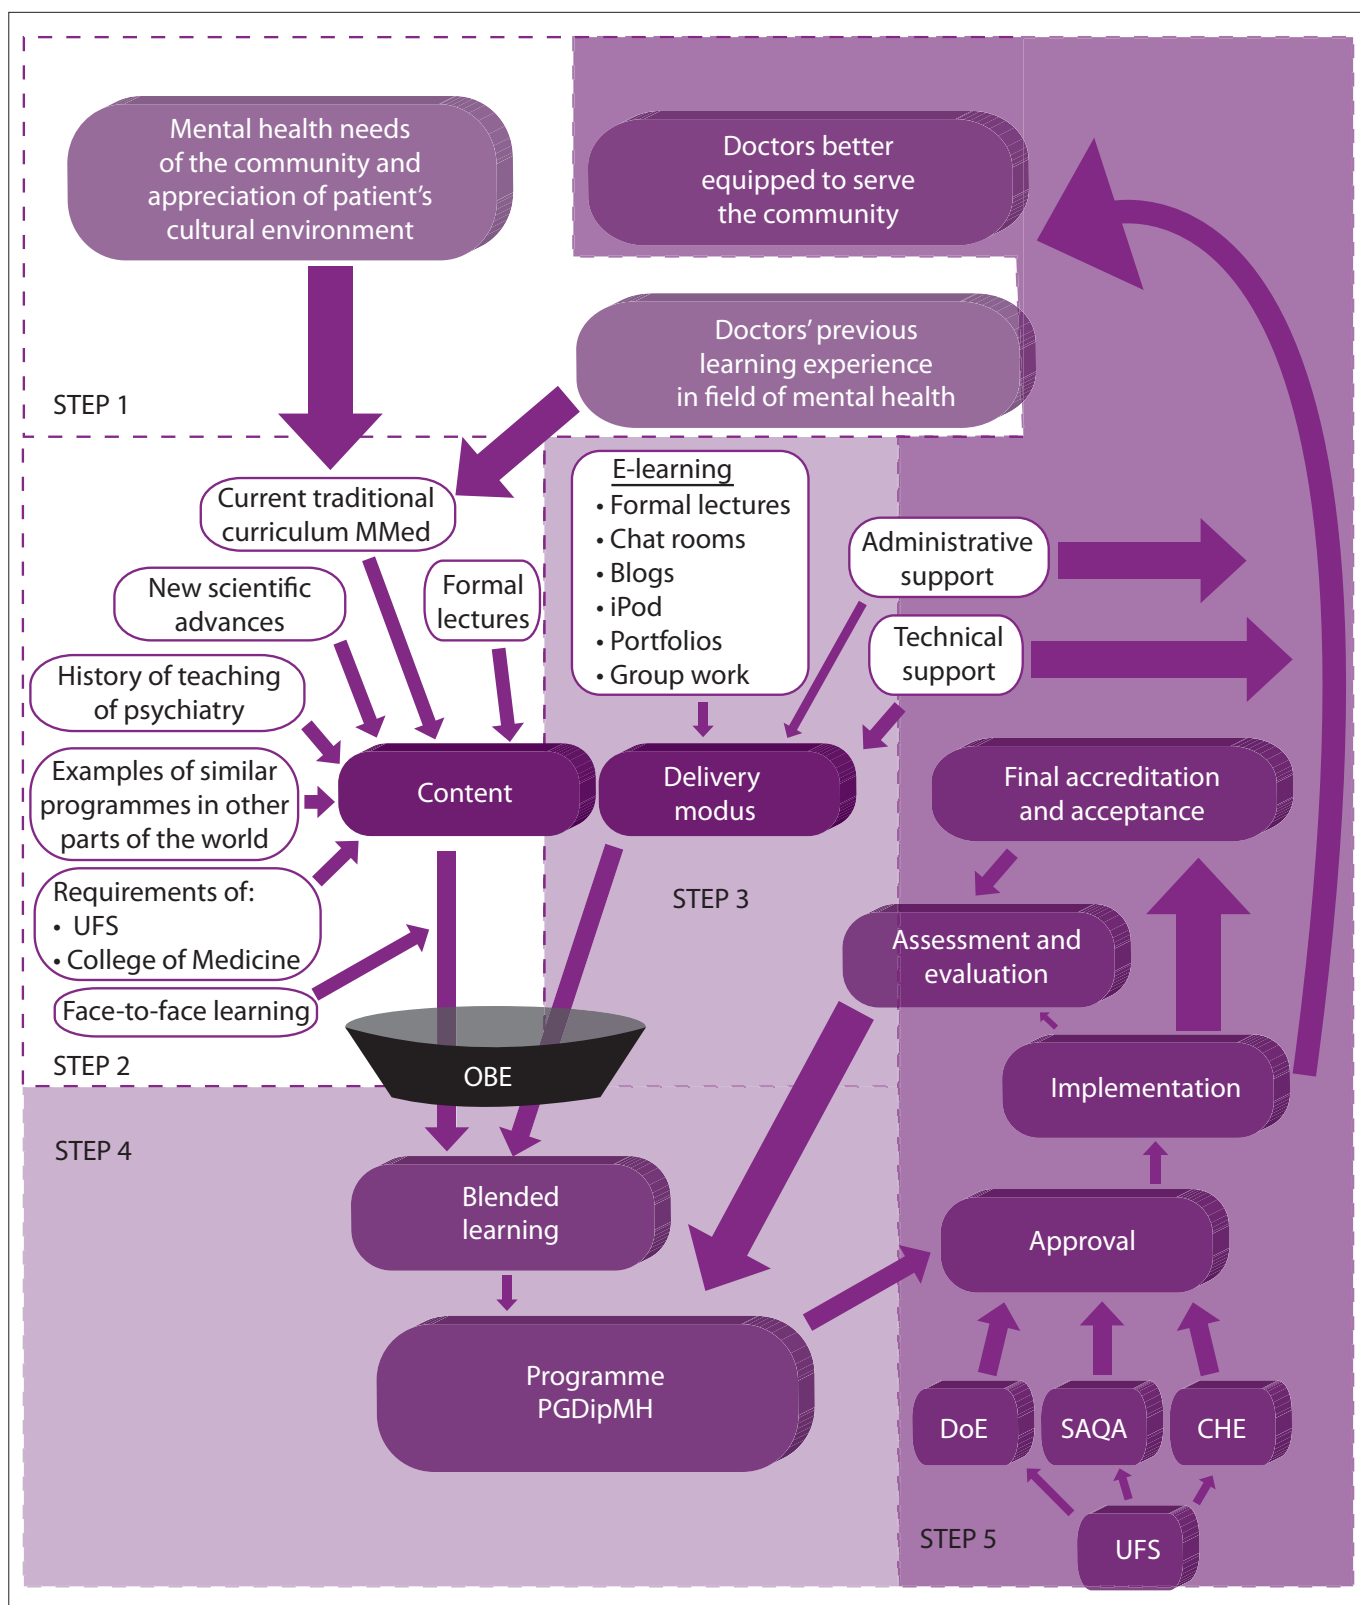 Mental health needs
of the community and
appreciation of patient’s
cultural environment
Doctors better
equipped to serve
the community
Doctors’ previous
learning experience
in field of mental health
STEP 1
Current traditional
curriculum MMed
New scientific
advances
Formal
lectures
History of teaching
of psychiatry
Examples of similar
programmes in other
parts of the world
Requirements of:
• UFS
• College of Medicine
Face-to-face learning
Content
STEP 2
E-learning
• Formal lectures
• Chat rooms
• Blogs
• iPod
• Portfolios
• Group work
Administrative
support
Technical
support
Delivery
modus
STEP 3
OBE
STEP 4
Blended
learning
Programme
PGDipMH
Final accreditation
and acceptance
Assessment and
evaluation
Implementation
Approval
DoE
SAQA
CHE
UFS
STEP 5